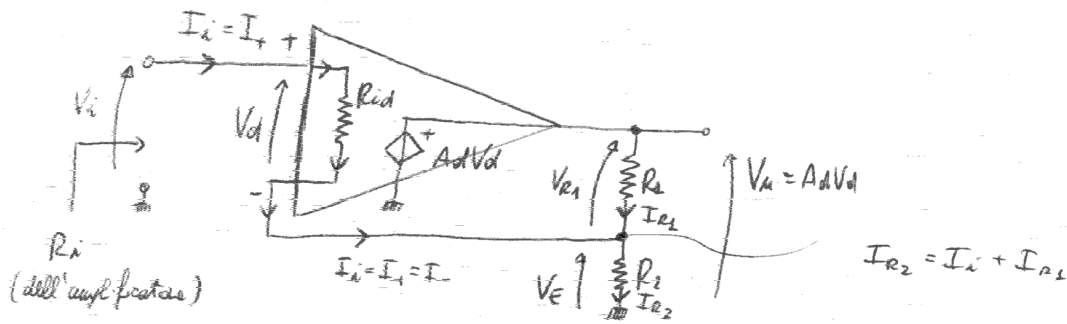 Ii = I+ +
Vi
Vd
Rid
+
AdVd
VR1
R1
IR1
Vu = AdVd
-
Ri
(dell'amplificatore)
Ii = I+ = I-
VE
R2
IR2
IR2 = Ii + IR1